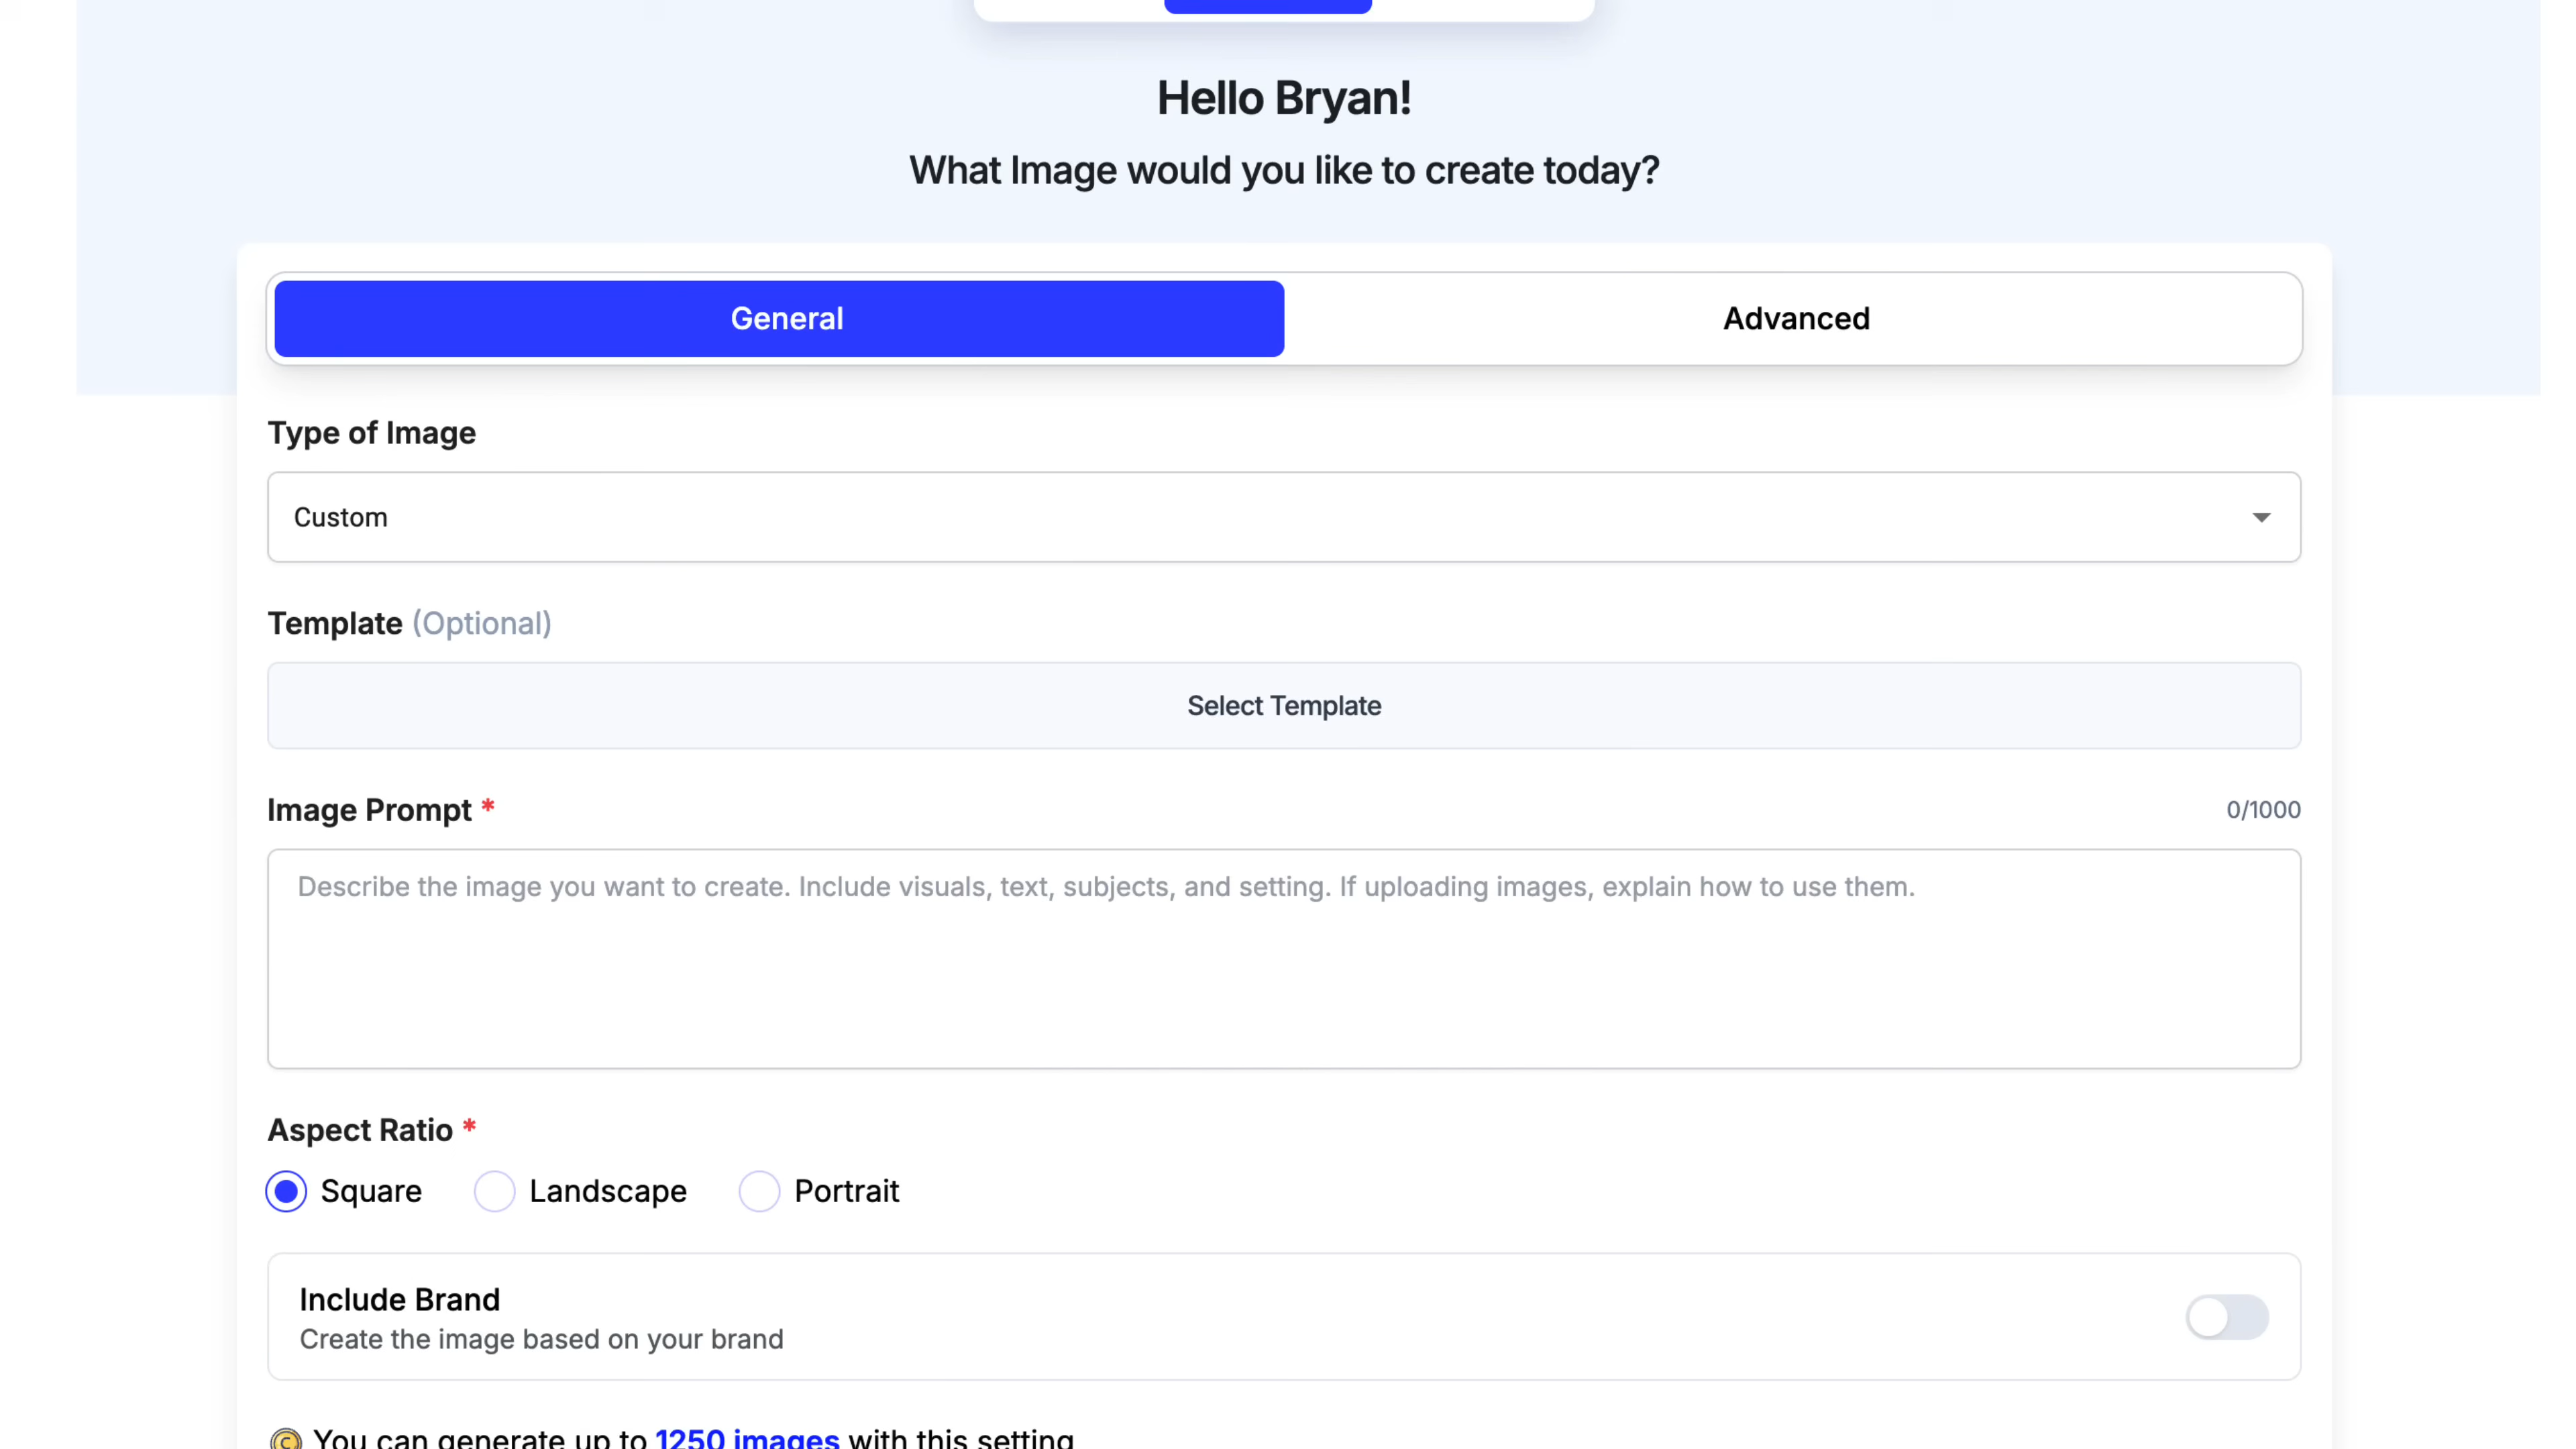 Hello Bryan!
What Image would you like to create today?
General
Advanced
Type of Image
Custom
Template (Optional)
Select Template
Image Prompt *
0/1000
Describe the image you want to create. Include visuals, text, subjects, and setting. If uploading images, explain how to use them.
Aspect Ratio *
Square
Landscape
Portrait
Include Brand
Create the image based on your brand
You can generate up to 1250 images with this setting